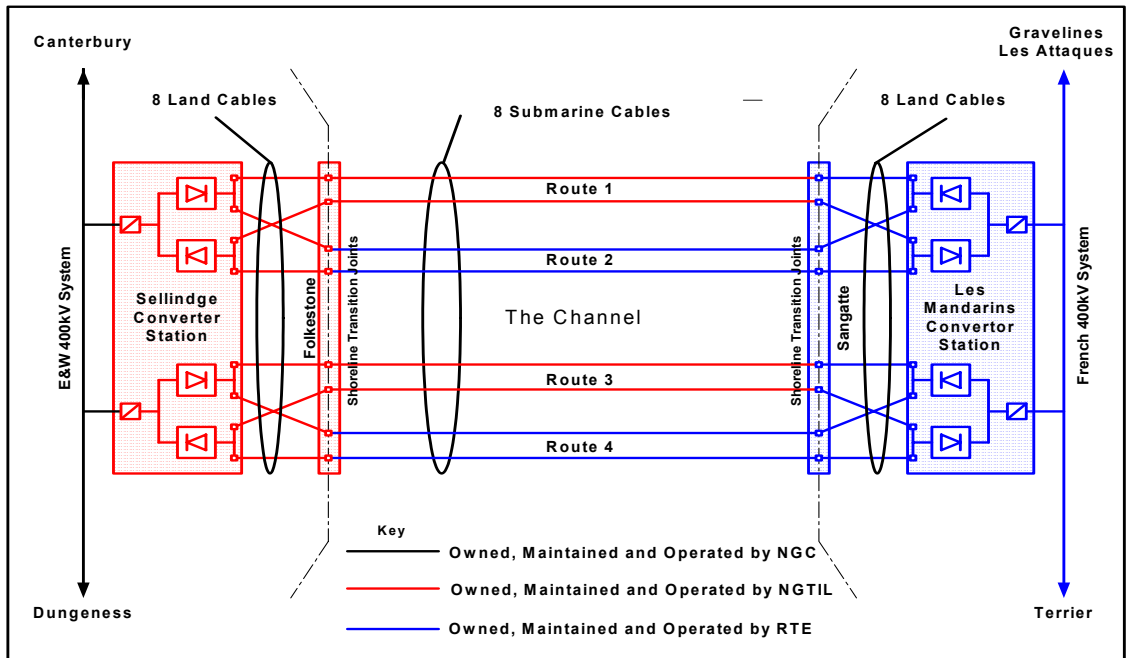 Canterbury
Gravelines
Les Attaques
8 Land Cables
8 Submarine Cables
8 Land Cables
Route 1
Route 2
Sellindge
Converter
Station
E&W 400kV System
Folkestone
Shoreline Transition Joints
The Channel
Shoreline Transition Joints
Sangatte
Les
Mandarins
Convertor
Station
French 400kV System
Route 3
Route 4
Key
Owned, Maintained and Operated by NGC
Owned, Maintained and Operated by NGTIL
Owned, Maintained and Operated by RTE
Dungeness
Terrier